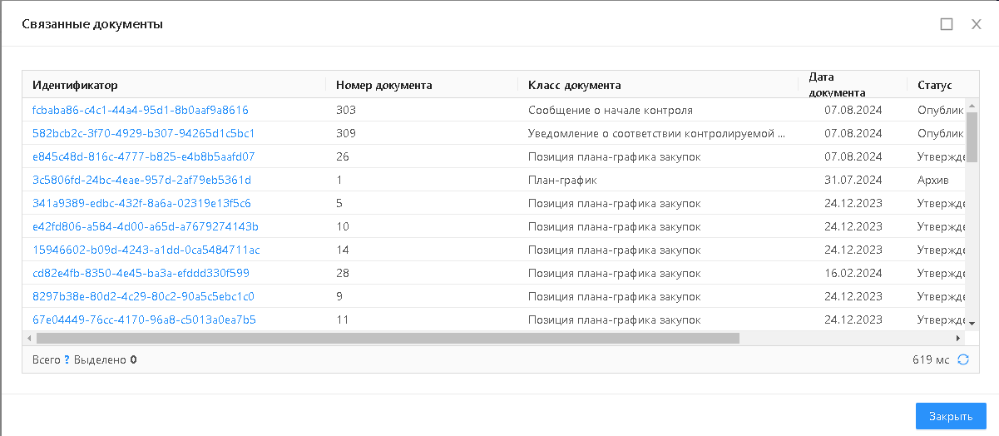 Связанные документы
Идентификатор Номер документа Класс документа Дата документа Статус
fcbaba86-c4c1-44a4-95d1-8b0aaf9a8616 303 Сообщение о начале контроля 07.08.2024 Опублик
582bcb2c-3f70-4929-b307-94265d1c5bc1 309 Уведомление о соответствии контролируемой ... 07.08.2024 Опублик
e845c48d-816c-4777-b825-e4b8b5aafd07 26 Позиция плана-графика закупок 07.08.2024 Утвержде
3c5806fd-24bc-4eae-957d-2af79eb5361d 1 План-график 31.07.2024 Архив
341a9389-edbc-432f-8a6a-02319e13f5c6 5 Позиция плана-графика закупок 24.12.2023 Утвержде
e42fd806-a584-4d00-a65d-a7679274143b 10 Позиция плана-графика закупок 24.12.2023 Утвержде
15946602-b09d-4243-a1dd-0ca5484711ac 14 Позиция плана-графика закупок 24.12.2023 Утвержде
cd82e4fb-8350-4e45-ba3a-efddd330f599 28 Позиция плана-графика закупок 16.02.2024 Утвержде
8297b38e-80d2-4c29-80c2-90a5c5ebc1c0 9 Позиция плана-графика закупок 24.12.2023 Утвержде
67e04449-76cc-4170-96a8-c5013a0ea7b5 11 Позиция плана-графика закупок 24.12.2023 Утвержде
Всего ? Выделено 0 619 мс
Закрыть